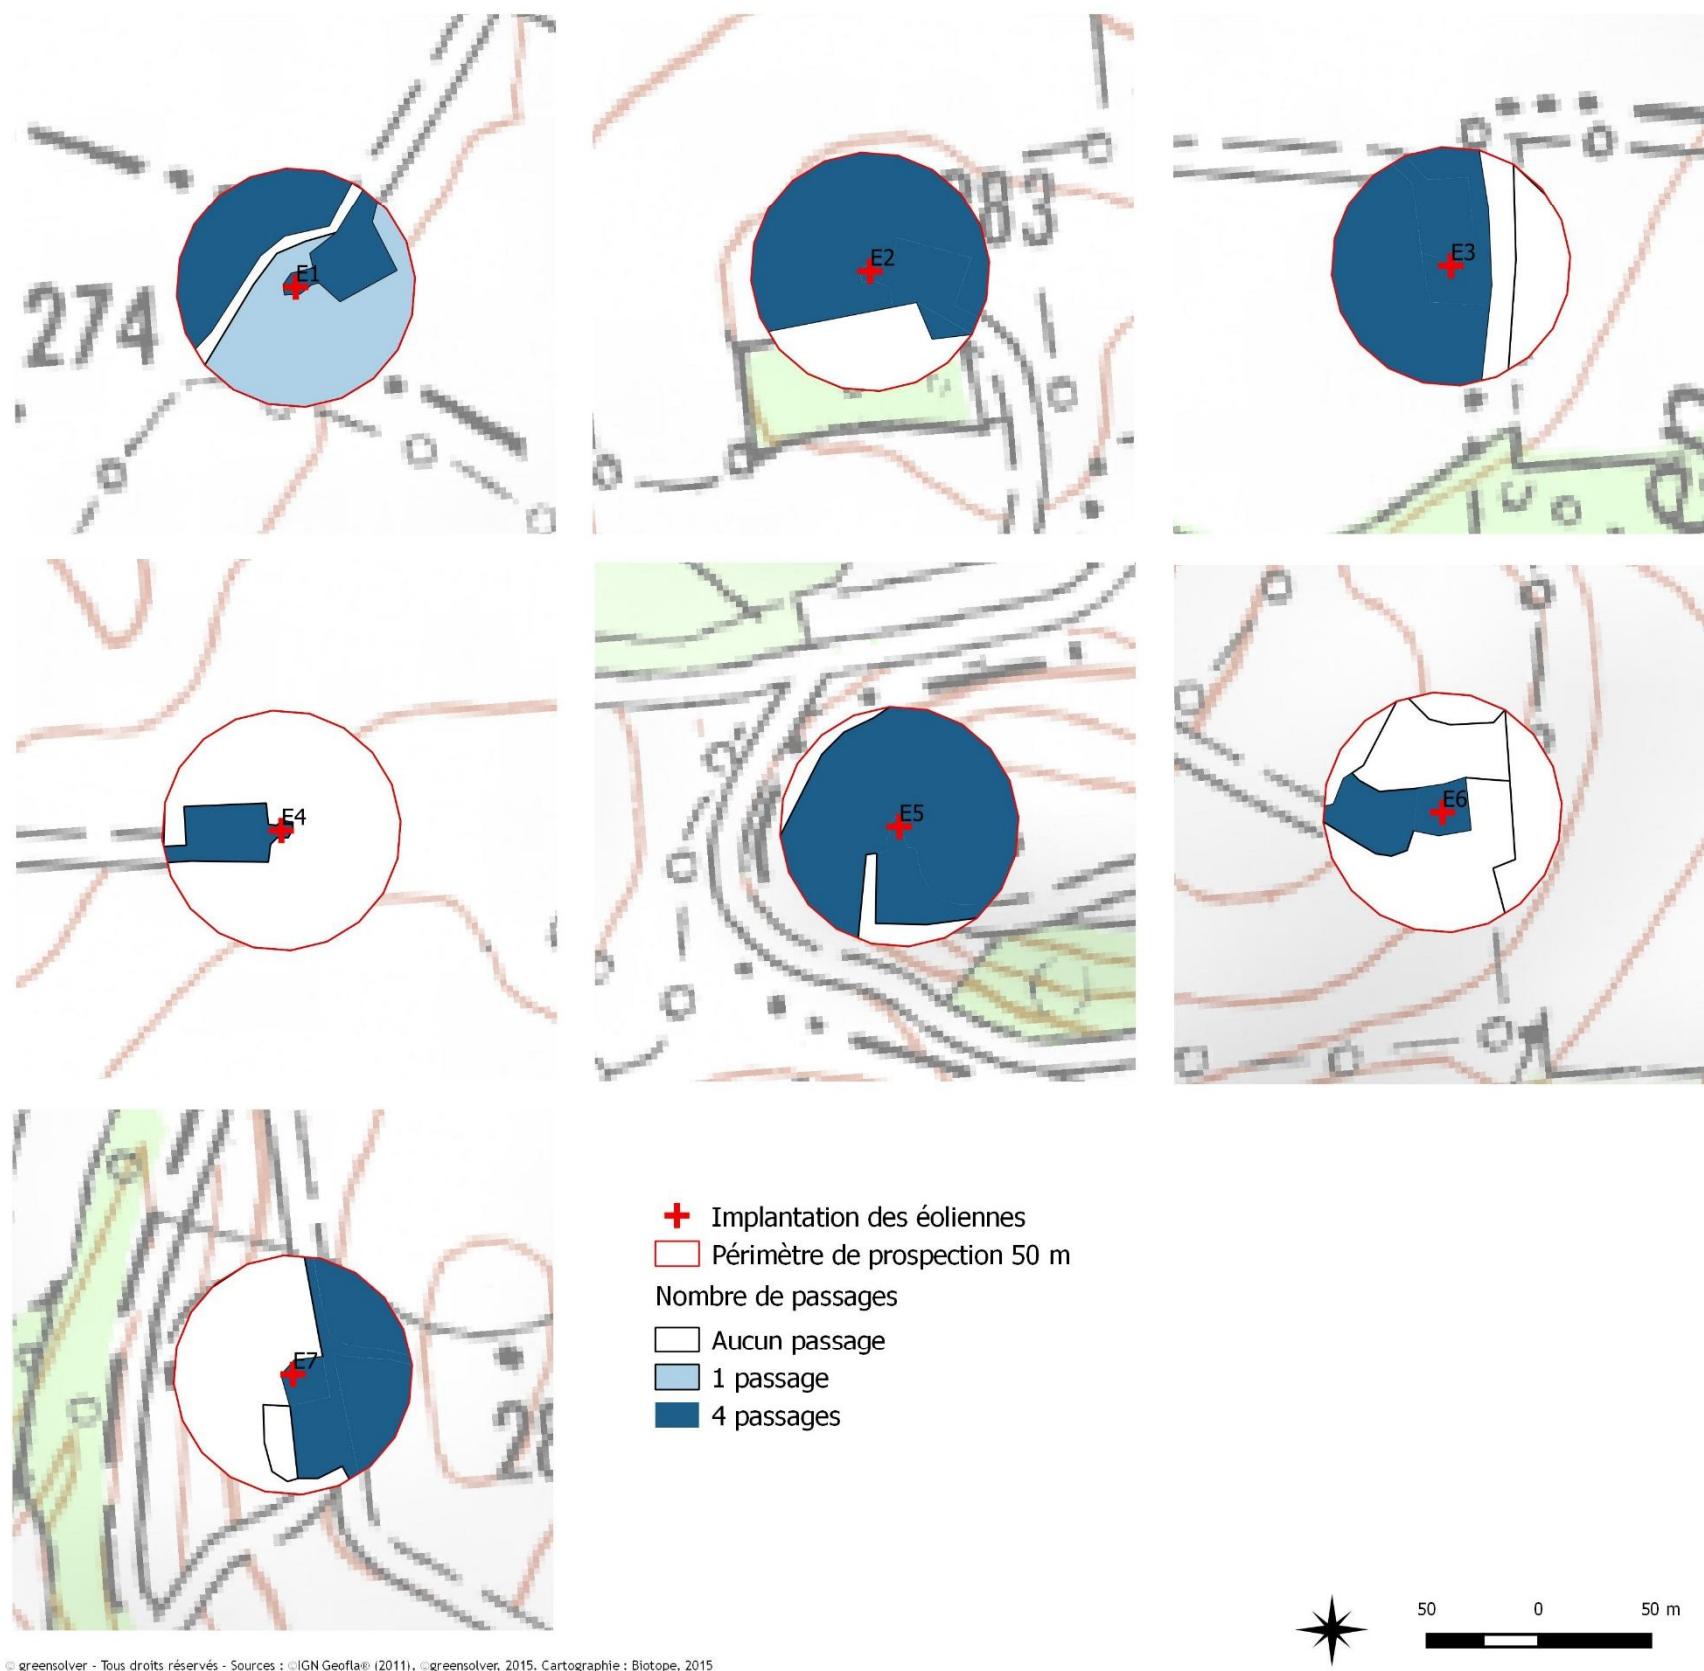 274
E1
E2
83
E3
E4
E5
E6
E7
Implantation des éoliennes
Périmètre de prospection 50 m
Nombre de passages
Aucun passage
1 passage
4 passages
50 0 50 m
© greensolver - Tous droits réservés - Sources : ©IGN Geofla® (2011), ©greensolver, 2015. Cartographie : Biotope, 2015